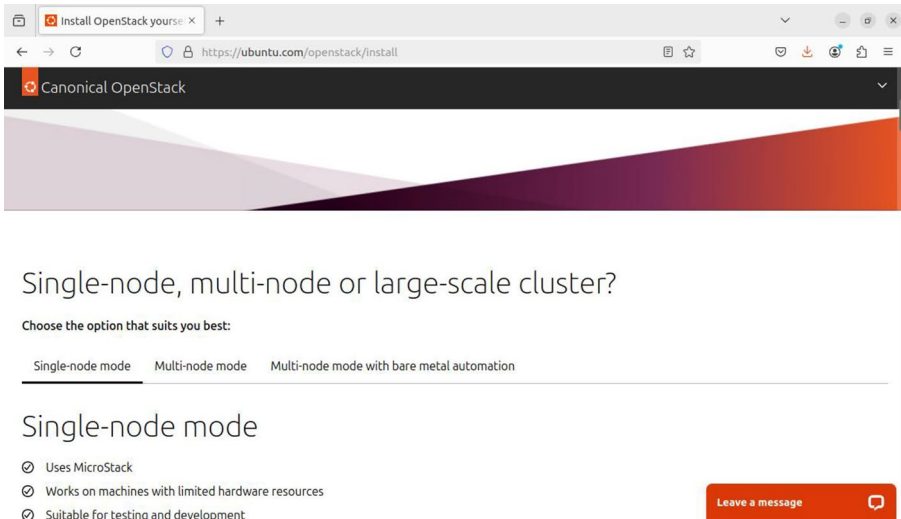 Install OpenStack yourse
https://ubuntu.com/openstack/install
Canonical OpenStack
Single-node, multi-node or large-scale cluster?
Choose the option that suits you best:
Single-node mode Multi-node mode Multi-node mode with bare metal automation
Single-node mode
Uses MicroStack
Works on machines with limited hardware resources
Suitable for testing and development
Leave a message